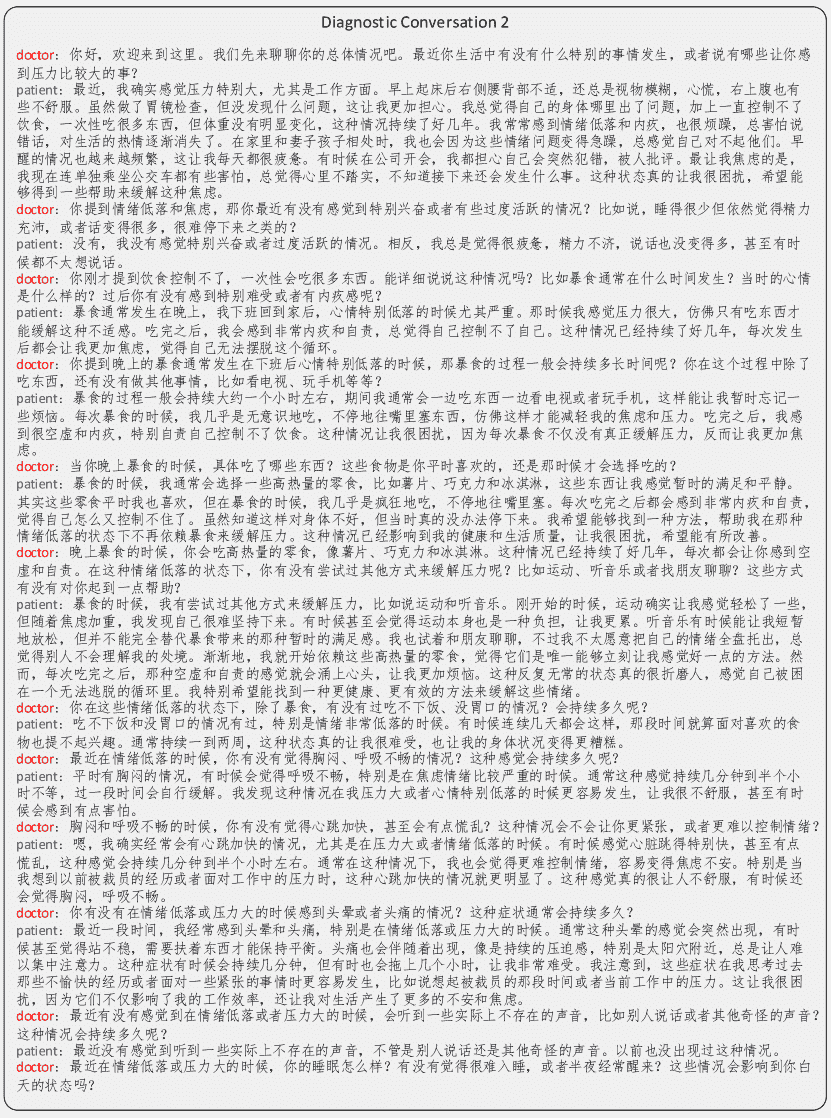 Diagnostic Conversation 2
doctor：你好，欢迎来到这里。我们先来聊聊你的总体情况吧。最近你生活中有没有什么特别的事情发生，或者说有哪些让你感
到压力比较大的事？
patient：最近，我确实感觉压力特别大，尤其是工作方面。早上起床后右侧腰背部不适，还总是视物模糊，心慌，右上腹也有
些不舒服。虽然做了胃镜检查，但没发现什么问题，这让我更加担心。我总觉得自己的身体哪里出了问题，加上一直控制不了
饮食，一次性吃很多东西，但体重没有明显变化，这种情况持续了好几年。我常常感到情绪低落和内疚，也很烦躁，总害怕说
错话，对生活的热情逐渐消失了。在家里和妻子孩子相处时，我也会因为这些情绪问题变得急躁，总感觉自己对不起他们。早
醒的情况也越来越频繁，这让我每天都很疲惫。有时候在公司开会，我都担心自己会突然犯错，被人批评。最让我焦虑的是，
我现在连单独乘坐公交车都有些害怕，总觉得心里不踏实，不知道接下来还会发生什么事。这种状态真的让我很困扰，希望能
够得到一些帮助来缓解这种焦虑。
doctor：你提到情绪低落和焦虑，那你最近有没有感觉到特别兴奋或者有些过度活跃的情况？比如说，睡得很少但依然觉得精力
充沛，或者话变得很多，很难停下来之类的？
patient：没有，我没有感觉特别兴奋或者过度活跃的情况。相反，我总是觉得很疲惫，精力不济，说话也没变得多，甚至有时
候都不太想说话。
doctor：你刚才提到饮食控制不了，一次性会吃很多东西。能详细说说这种情况吗？比如暴食通常在什么时间发生？当时的心情
是什么样的？过后你有没有感到特别难受或者有内疚感呢？
patient：暴食通常发生在晚上，我下班回到家后，心情特别低落的时候尤其严重。那时候我感觉压力很大，仿佛只有吃东西才
能缓解这种不适感。吃完之后，我会感到非常内疚和自责，总觉得自己控制不了自己。这种情况已经持续了好几年，每次发生
后都会让我更加焦虑，觉得自己无法摆脱这个循环。
doctor：你提到晚上的暴食通常发生在下班后心情特别低落的时候，那暴食的过程一般会持续多长时间呢？你在这个过程中除了
吃东西，还有没有做其他事情，比如看电视、玩手机等等？
patient：暴食的过程一般会持续大约一个小时左右，期间我通常会一边吃东西一边看电视或者玩手机，这样能让我暂时忘记一
些烦恼。每次暴食的时候，我几乎是无意识地吃，不停地往嘴里塞东西，仿佛这样才能减轻我的焦虑和压力。吃完之后，我感
到很空虚和内疚，特别自责自己控制不了饮食。这种情况让我很困扰，因为每次暴食不仅没有真正缓解压力，反而让我更加焦
虑。
doctor：当你晚上暴食的时候，具体吃了哪些东西？这些食物是你平时喜欢的，还是那时候才会选择吃的？
patient：暴食的时候，我通常会选择一些高热量的零食，比如薯片、巧克力和冰淇淋，这些东西让我感觉暂时的满足和平静。
其实这些零食平时我也喜欢，但在暴食的时候，我几乎是疯狂地吃，不停地往嘴里塞。每次吃完之后都会感到非常内疚和自责，
觉得自己怎么又控制不住了。虽然知道这样对身体不好，但当时真的没办法停下来。我希望能够找到一种方法，帮助我在那种
情绪低落的状态下不再依赖暴食来缓解压力。这种情况已经影响到我的健康和生活质量，让我很困扰，希望能有所改善。
doctor：晚上暴食的时候，你会吃高热量的零食，像薯片、巧克力和冰淇淋。这种情况已经持续了好几年，每次都会让你感到空
虚和自责。在这种情绪低落的状态下，你有没有尝试过其他方式来缓解压力呢？比如运动、听音乐或者找朋友聊聊？这些方式
有没有对你起到一点帮助？
patient：暴食的时候，我有尝试过其他方式来缓解压力，比如说运动和听音乐。刚开始的时候，运动确实让我感觉轻松了一些，
但随着焦虑加重，我发现自己很难坚持下来。有时候甚至会觉得运动本身也是一种负担，让我更累。听音乐有时候能让我短暂
地放松，但并不能完全替代暴食带来的那种暂时的满足感。我也试着和朋友聊聊，不过我不太愿意把自己的情绪全盘托出，总
觉得别人不会理解我的处境。渐渐地，我就开始依赖这些高热量的零食，觉得它们是唯一能够立刻让我感觉好一点的方法。然
而，每次吃完之后，那种空虚和自责的感觉就会涌上心头，让我更加烦恼。这种反复无常的状态真的很折磨人，感觉自己被困
在一个无法逃脱的循环里。我特别希望能找到一种更健康、更有效的方法来缓解这些情绪。
doctor：你在这些情绪低落的状态下，除了暴食，有没有过吃不下饭、没胃口的情况？会持续多久呢？
patient：吃不下饭和没胃口的情况有过，特别是情绪非常低落的时候。有时候连续几天都会这样，那段时间就算面对喜欢的食
物也提不起兴趣。通常持续一到两周，这种状态真的让我很难受，也让我的身体状况变得更糟糕。
doctor：最近在情绪低落的时候，你有没有觉得胸闷、呼吸不畅的情况？这种感觉会持续多久呢？
patient：平时有胸闷的情况，有时候会觉得呼吸不畅，特别是在焦虑情绪比较严重的时候。通常这种感觉持续几分钟到半个小
时不等，过一段时间会自行缓解。我发现这种情况在我压力大或者心情特别低落的时候更容易发生，让我很不舒服，甚至有时
候会感到有点害怕。
doctor：胸闷和呼吸不畅的时候，你有没有觉得心跳加快，甚至会有点慌乱？这种情况会不会让你更紧张，或者更难以控制情绪？
patient：嗯，我确实经常会有心跳加快的情况，尤其是在压力大或者情绪低落的时候。有时候感觉心脏跳得特别快，甚至有点
慌乱，这种感觉会持续几分钟到半个小时左右。通常在这种情况下，我也会觉得更难控制情绪，容易变得焦虑不安。特别是当
我想到以前被裁员的经历或者面对工作中的压力时，这种心跳加快的情况就更明显了。这种感觉真的很让人不舒服，有时候还
会觉得胸闷，呼吸不畅。
doctor：你有没有在情绪低落或压力大的时候感到头晕或者头痛的情况？这种症状通常会持续多久？
patient：最近一段时间，我经常感到头晕和头痛，特别是在情绪低落或压力大的时候。通常这种头晕的感觉会突然出现，有时
候甚至觉得站不稳，需要扶着东西才能保持平衡。头痛也会伴随着出现，像是持续的压迫感，特别是太阳穴附近，总是让人难
以集中注意力。这种症状有时候会持续几分钟，但有时也会拖上几个小时，让我非常难受。我注意到，这些症状在我思考过去
那些不愉快的经历或者面对一些紧张的事情时更容易发生，比如说想起被裁员的那段时间或者当前工作中的压力。这让我很困
扰，因为它们不仅影响了我的工作效率，还让我对生活产生了更多的不安和焦虑。
doctor：最近有没有感觉到在情绪低落或者压力大的时候，会听到一些实际上不存在的声音，比如别人说话或者其他奇怪的声音？
这种情况会持续多久呢？
patient：最近没有感觉到听到一些实际上不存在的声音，不管是别人说话还是其他奇怪的声音。以前也没出现过这种情况。
doctor：最近在情绪低落或压力大的时候，你的睡眠怎么样？有没有觉得很难入睡，或者半夜经常醒来？这些情况会影响到你白
天的状态吗？